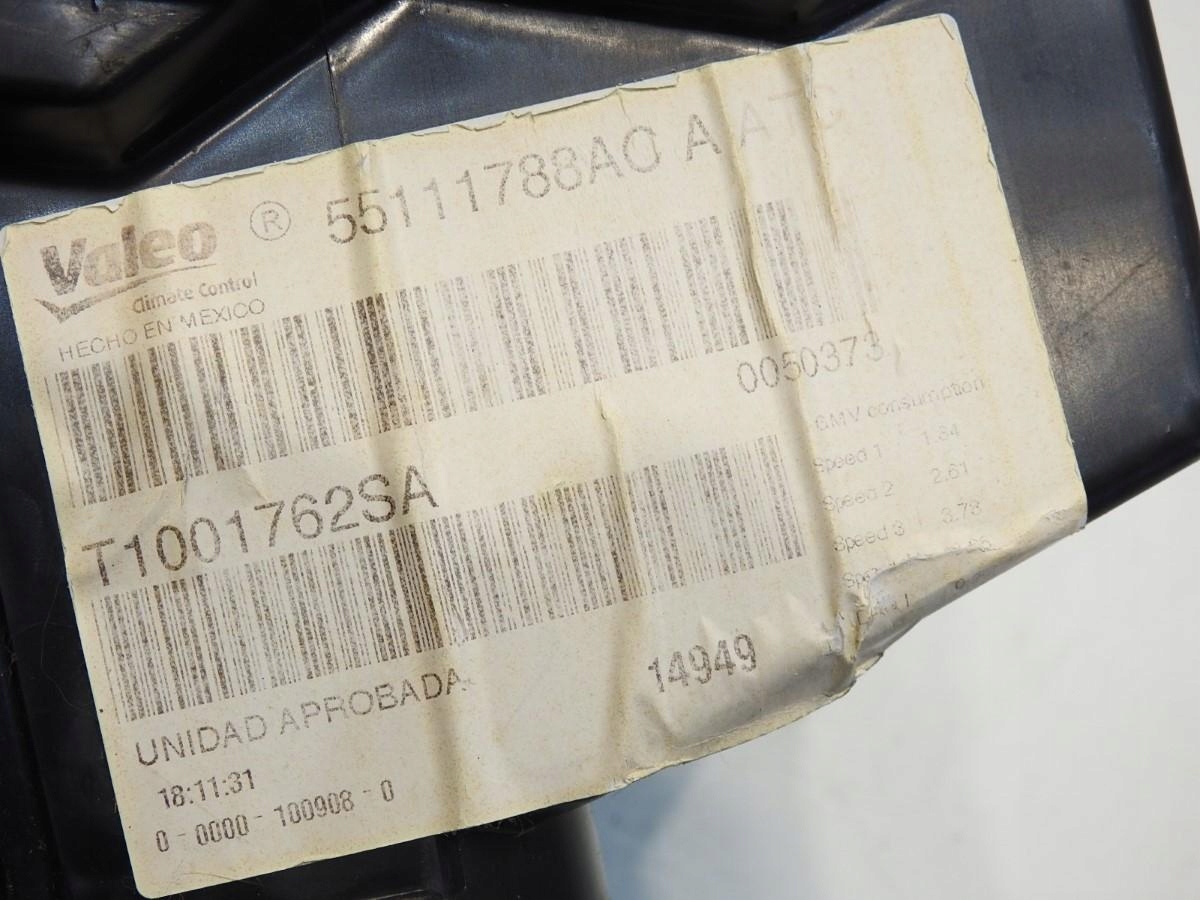 Valeo ® 55111788AC A ATC
Climate Control
HECHO EN MEXICO
0050373
T1001762SA
GMV consumption
Speed 1 1.84
Speed 2 2.61
Speed 3 3.78
UNIDAD APROBADA
14949
18:11:31
0 - 0000 - 100908 - 0